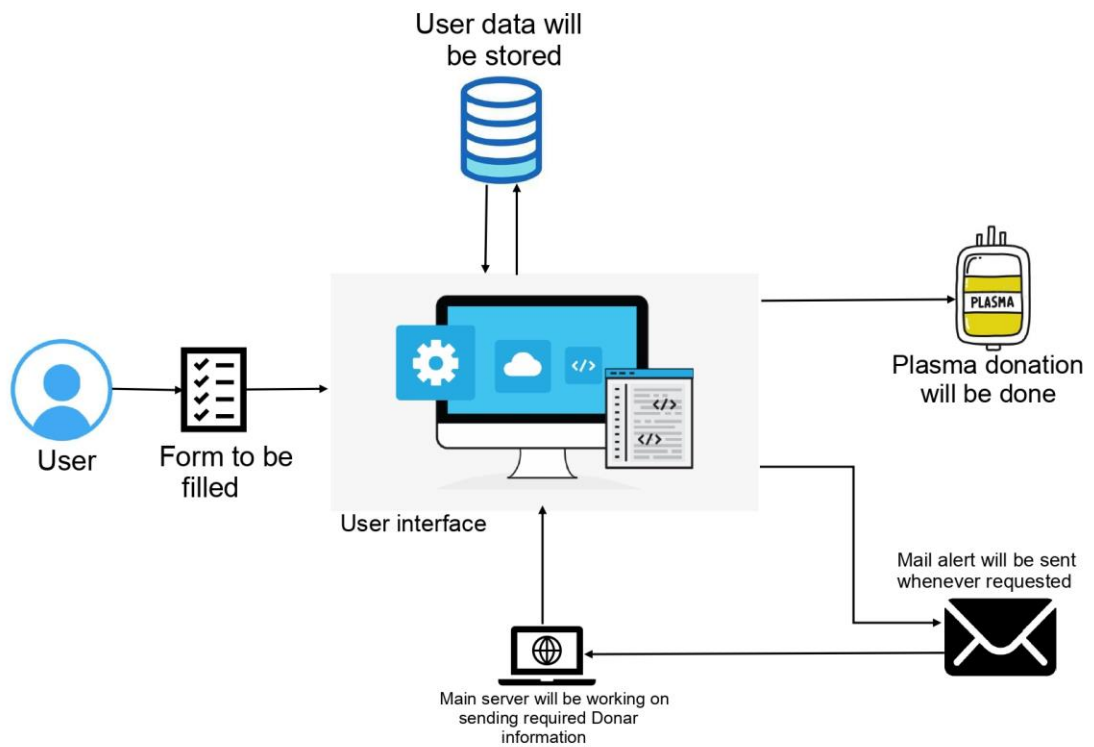 User data will
be stored
PLASMA
Plasma donation
will be done
User
Form to be
filled
</>
</>
</>
User interface
Mail alert will be sent
whenever requested
Main server will be working on
sending required Donar
information